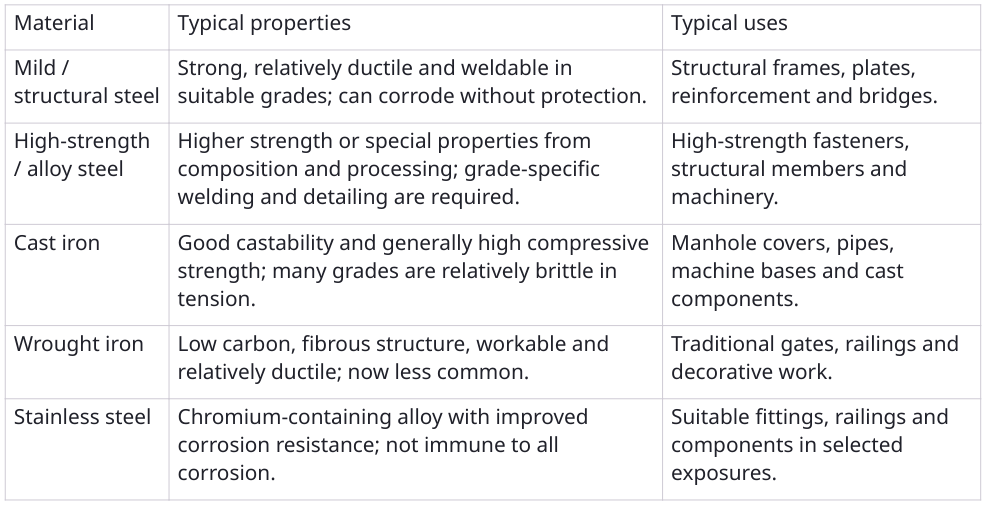 Material
Typical properties
Typical uses
Mild /
structural steel
Strong, relatively ductile and weldable in
suitable grades; can corrode without protection.
Structural frames, plates,
reinforcement and bridges.
High-strength
/ alloy steel
Higher strength or special properties from
composition and processing; grade-specific
welding and detailing are required.
High-strength fasteners,
structural members and
machinery.
Cast iron
Good castability and generally high compressive
strength; many grades are relatively brittle in
tension.
Manhole covers, pipes,
machine bases and cast
components.
Wrought iron
Low carbon, fibrous structure, workable and
relatively ductile; now less common.
Traditional gates, railings and
decorative work.
Stainless steel
Chromium-containing alloy with improved
corrosion resistance; not immune to all
corrosion.
Suitable fittings, railings and
components in selected
exposures.